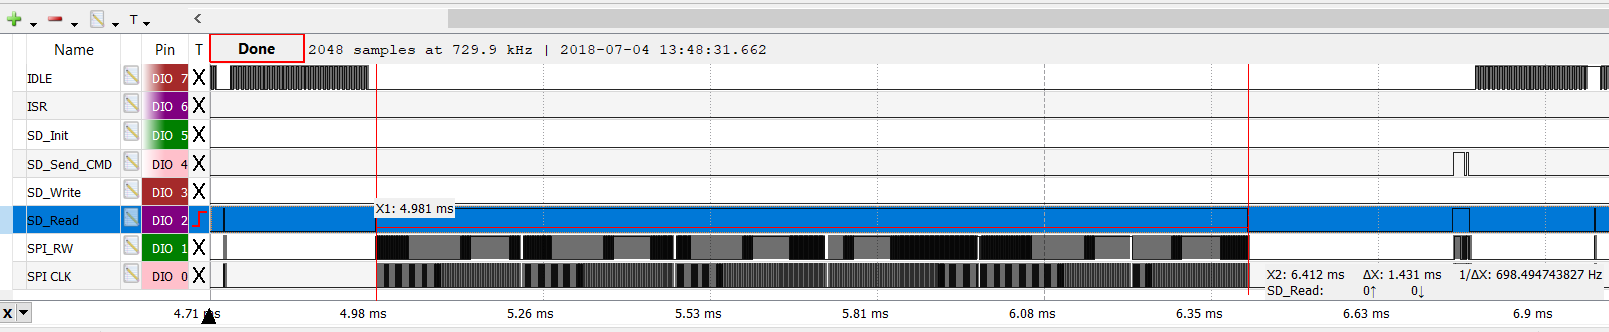 T
<
Name Pin T Done 2048 samples at 729.9 kHz | 2018-07-04 13:48:31.662
IDLE DIO 7 X
ISR DIO 6 X
SD_Init DIO 5 X
SD_Send_CMD DIO 4 X
SD_Write DIO 3 X
X1: 4.981 ms
SD_Read DIO 2
SPI_RW DIO 1 X
SPI CLK DIO 0 X
X2: 6.412 ms ΔX: 1.431 ms 1/ΔX: 698.494743827 Hz
SD_Read: 0↑ 0↓
X 4.71 ms 4.98 ms 5.26 ms 5.53 ms 5.81 ms 6.08 ms 6.35 ms 6.63 ms 6.9 ms